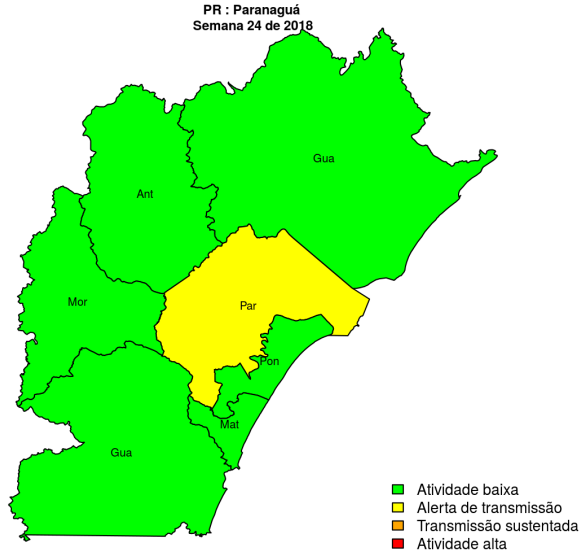 PR : Paranaguá
Semana 24 de 2018
Gua
Ant
Mor
Par
Pon
Mat
Gua
Atividade baixa
Alerta de transmissão
Transmissão sustentada
Atividade alta